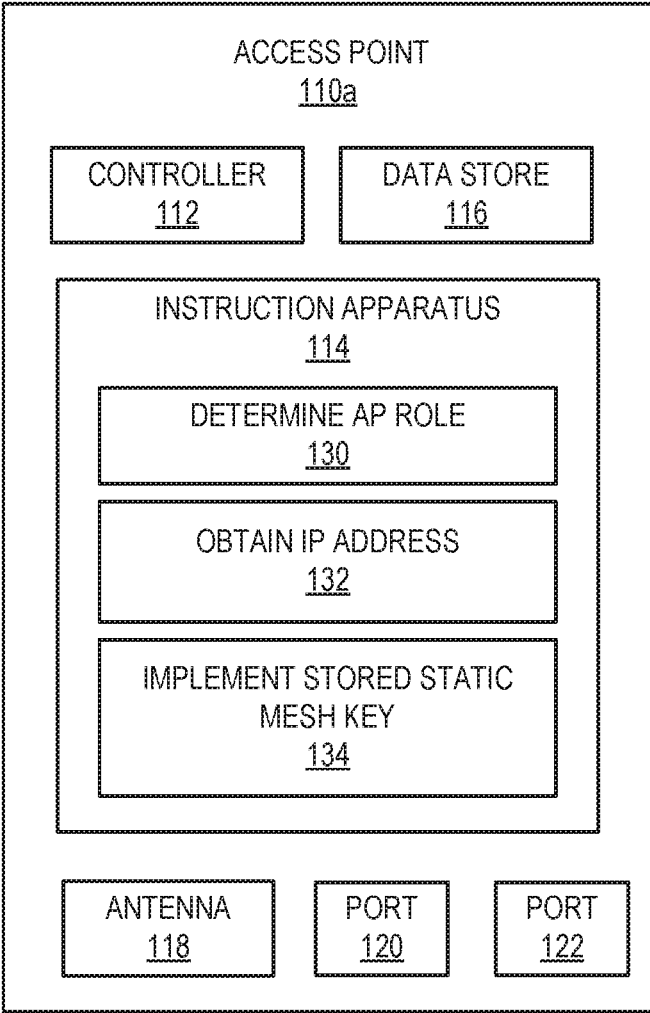 ACCESS POINT
110a
CONTROLLER
112
DATA STORE
116
INSTRUCTION APPARATUS
114
DETERMINE AP ROLE
130
OBTAIN IP ADDRESS
132
IMPLEMENT STORED STATIC
MESH KEY
134
ANTENNA
118
PORT
120
PORT
122